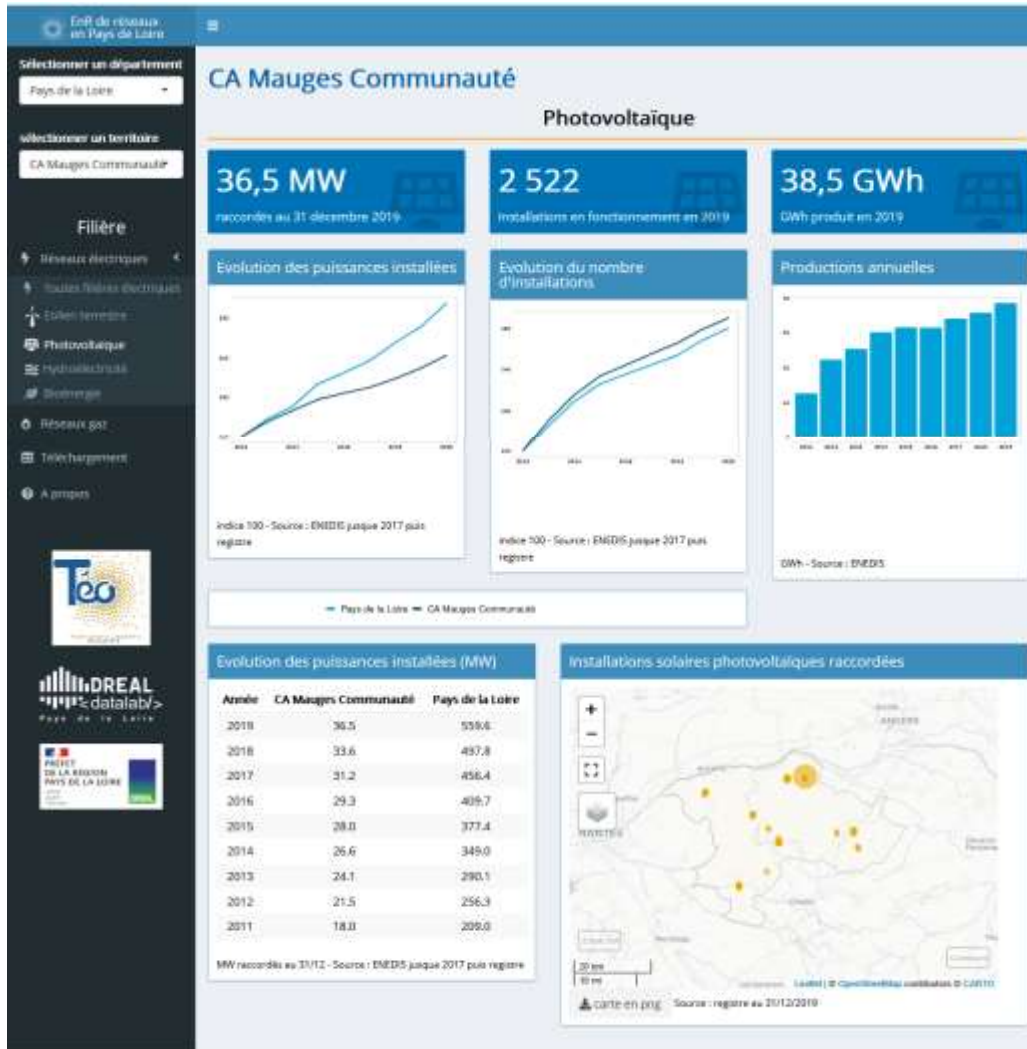 EnR de réseaux
en Pays de Loire
Sélectionner un département
Pays de la Loire
sélectionner un territoire
CA Mauges Communauté
Filière
Réseaux électriques
Toutes filières électriques
Eolien terrestre
Photovoltaïque
Hydroélectricité
Bioénergie
Réseaux gaz
Téléchargement
A propos
Téo
DREAL
datalab/>
Pays de la Loire
PRÉFET
DE LA RÉGION
PAYS DE LA LOIRE
CA Mauges Communauté
Photovoltaïque
36,5 MW
raccordés au 31 décembre 2019
2 522
installations en fonctionnement en 2019
38,5 GWh
GWh produit en 2019
Evolution des puissances installées
indice 100 - Source : ENEDIS jusque 2017 puis
registre
Evolution du nombre
d'installations
indice 100 - Source : ENEDIS jusque 2017 puis
registre
Productions annuelles
GWh - Source : ENEDIS
Pays de la Loire CA Mauges Communauté
Evolution des puissances installées (MW)
Année CA Mauges Communauté Pays de la Loire
2019 36.5 559.6
2018 33.6 497.8
2017 31.2 456.4
2016 29.3 409.7
2015 28.0 377.4
2014 26.6 349.0
2013 24.1 290.1
2012 21.5 256.3
2011 18.0 209.0
MW raccordés au 31/12 - Source : ENEDIS jusque 2017 puis registre
Installations solaires photovoltaïques raccordées
+
−
ANGERS
NANTES
Cholet
20 km
10 mi
Leaflet | © OpenStreetMap contributors © CARTO
carte en png Source : registre au 31/12/2019